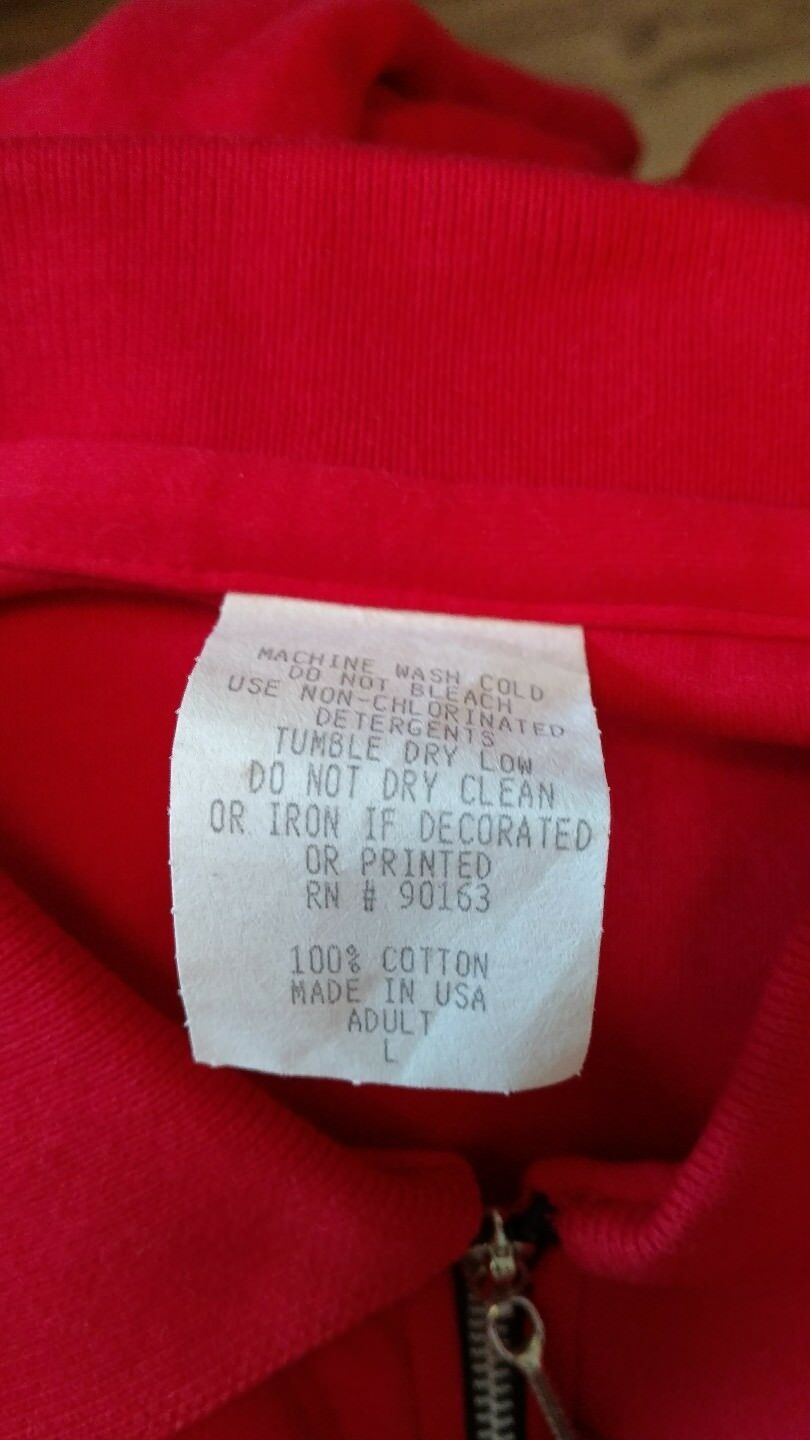 MACHINE WASH COLD
DO NOT BLEACH
USE NON-CHLORINATED
DETERGENTS
TUMBLE DRY LOW
DO NOT DRY CLEAN
OR IRON IF DECORATED
OR PRINTED
RN # 90163
100% COTTON
MADE IN USA
ADULT
L